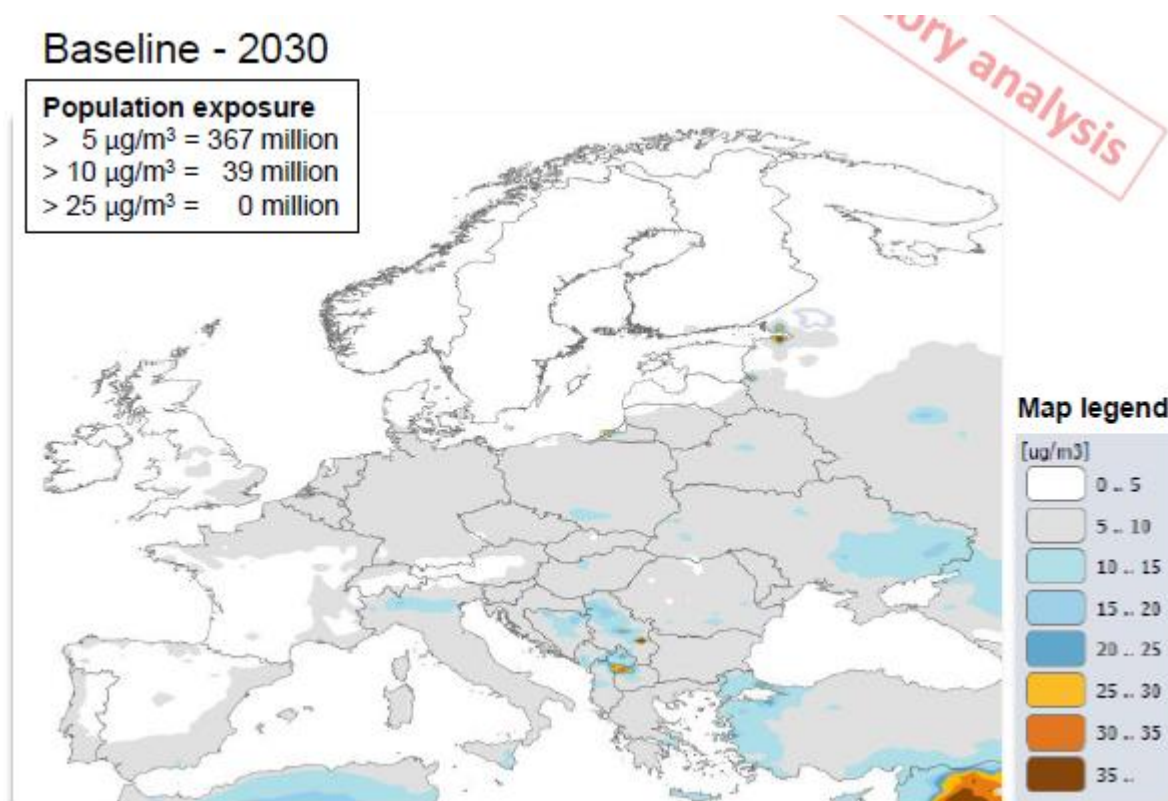 Baseline - 2030
Population exposure
> 5 µg/m³ = 367 million
> 10 µg/m³ = 39 million
> 25 µg/m³ = 0 million
analysis
Map legend
[ug/m3]
0 .. 5
5 .. 10
10 .. 15
15 .. 20
20 .. 25
25 .. 30
30 .. 35
35 ..